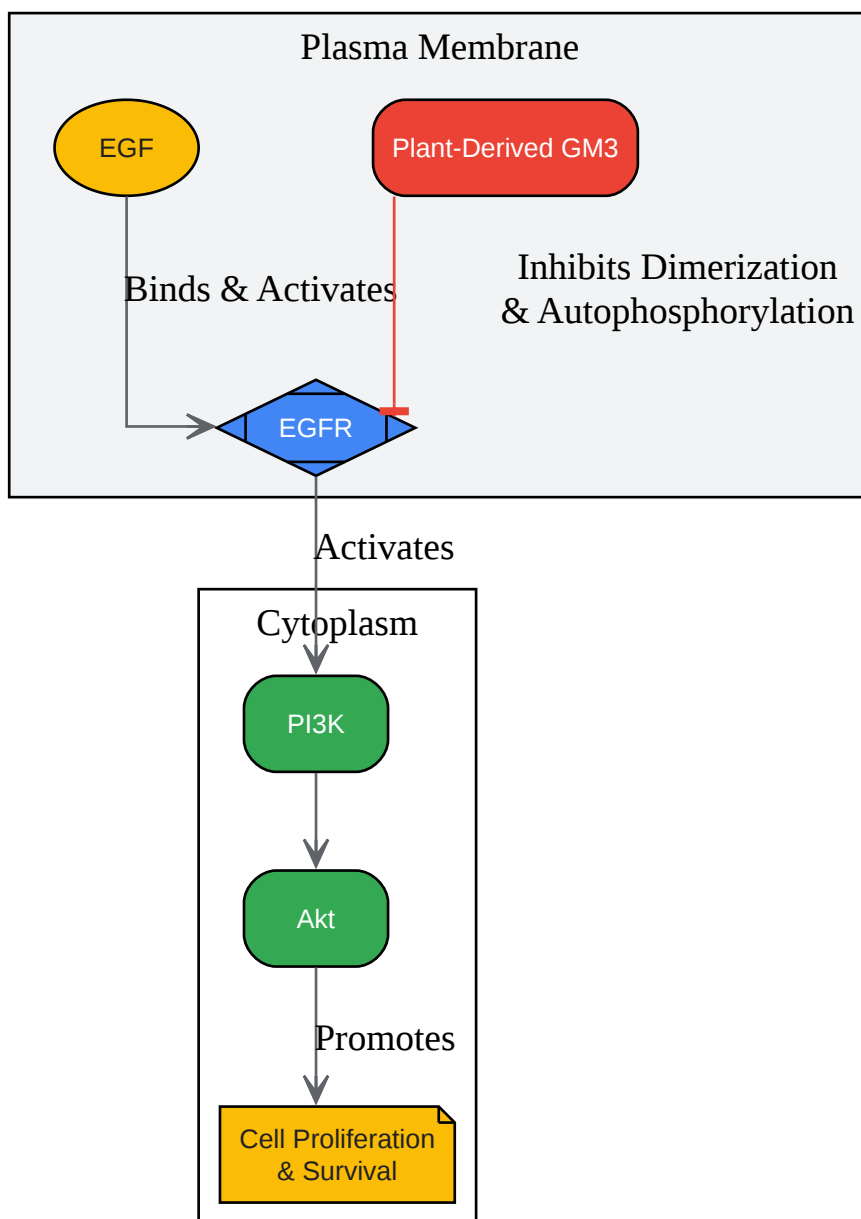 Plasma Membrane
EGF
Plant-Derived GM3
Binds & Activates
Inhibits Dimerization
& Autophosphorylation
EGFR
Activates
Cytoplasm
PI3K
Akt
Promotes
Cell Proliferation
& Survival